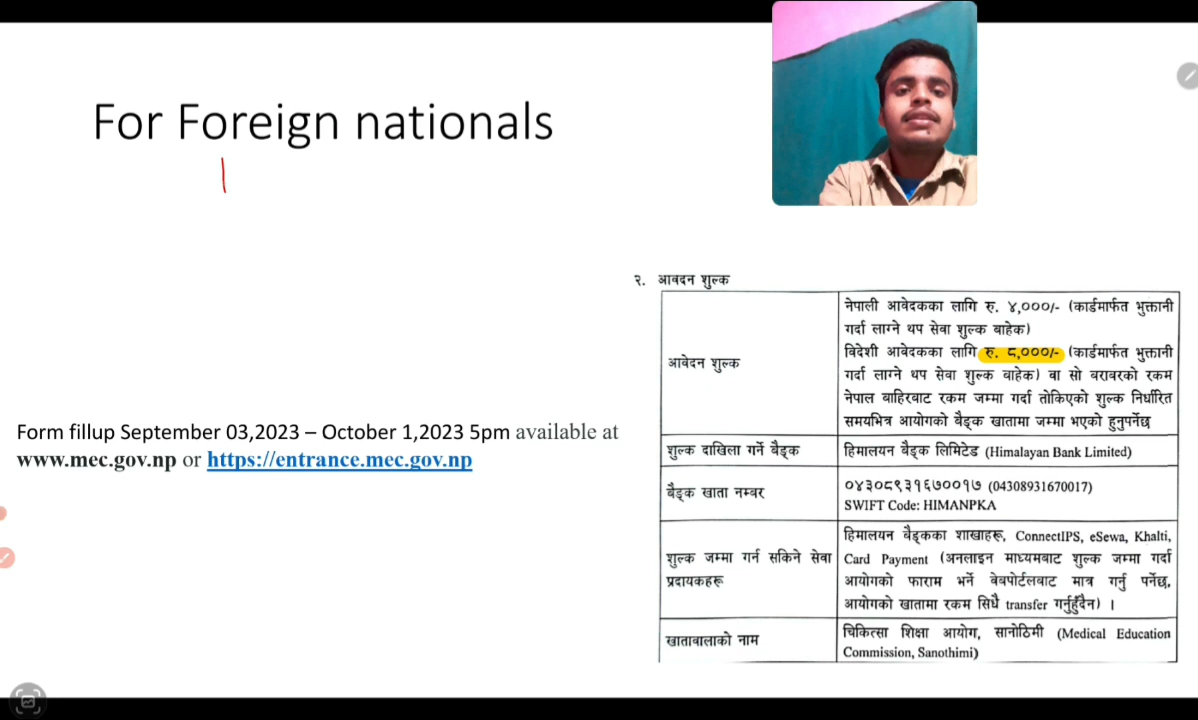 For Foreign nationals
Form fillup September 03,2023 – October 1,2023 5pm available at
www.mec.gov.np or https://entrance.mec.gov.np
२. आवदन शुल्क
आवेदन शुल्क
नेपाली आवेदकका लागि रु. ४,०००/- (कार्डमार्फत भुक्तानी
गर्दा लाग्ने थप सेवा शुल्क बाहेक)
विदेशी आवेदकका लागि रु. ८,०००/- (कार्डमार्फत भुक्तानी
गर्दा लाग्ने थप सेवा शुल्क बाहेक) वा सो बराबरको रकम
नेपाल बाहिरबाट रकम जम्मा गर्दा तोकिएको शुल्क निर्धारित
समयभित्र आयोगको बैङ्क खातामा जम्मा भएको हुनुपर्नेछ
शुल्क दाखिला गर्ने बैङ्क
हिमालयन बैङ्क लिमिटेड (Himalayan Bank Limited)
बैङ्क खाता नम्बर
०४३०८९३१६७००१७ (04308931670017)
SWIFT Code: HIMANPKA
शुल्क जम्मा गर्न सकिने सेवा
प्रदायकहरू
हिमालयन बैङ्कका शाखाहरू, ConnectIPS, eSewa, Khalti,
Card Payment (अनलाइन माध्यमबाट शुल्क जम्मा गर्दा
आयोगको फाराम भर्ने वेबपोर्टलबाट मात्र गर्नु पर्नेछ,
आयोगको खातामा रकम सिधै transfer गर्नुहुँदैन) ।
खातावालाको नाम
चिकित्सा शिक्षा आयोग, सानोठिमी (Medical Education
Commission, Sanothimi)